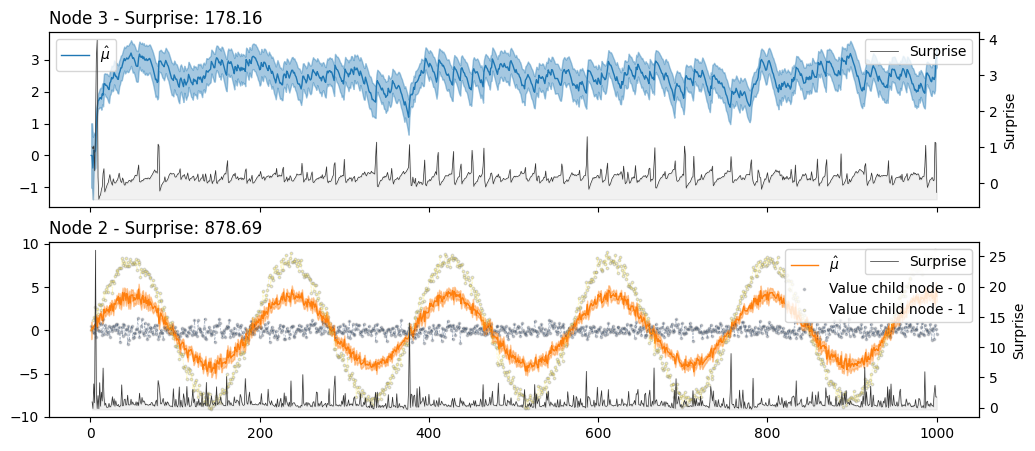 Node 3 - Surprise: 178.16
μ̂
Surprise
3
2
1
0
−1
4
3
2
1
0
Surprise
Node 2 - Surprise: 878.69
μ̂
Surprise
Value child node - 0
Value child node - 1
10
5
0
−5
−10
25
20
15
10
5
0
Surprise
0
200
400
600
800
1000